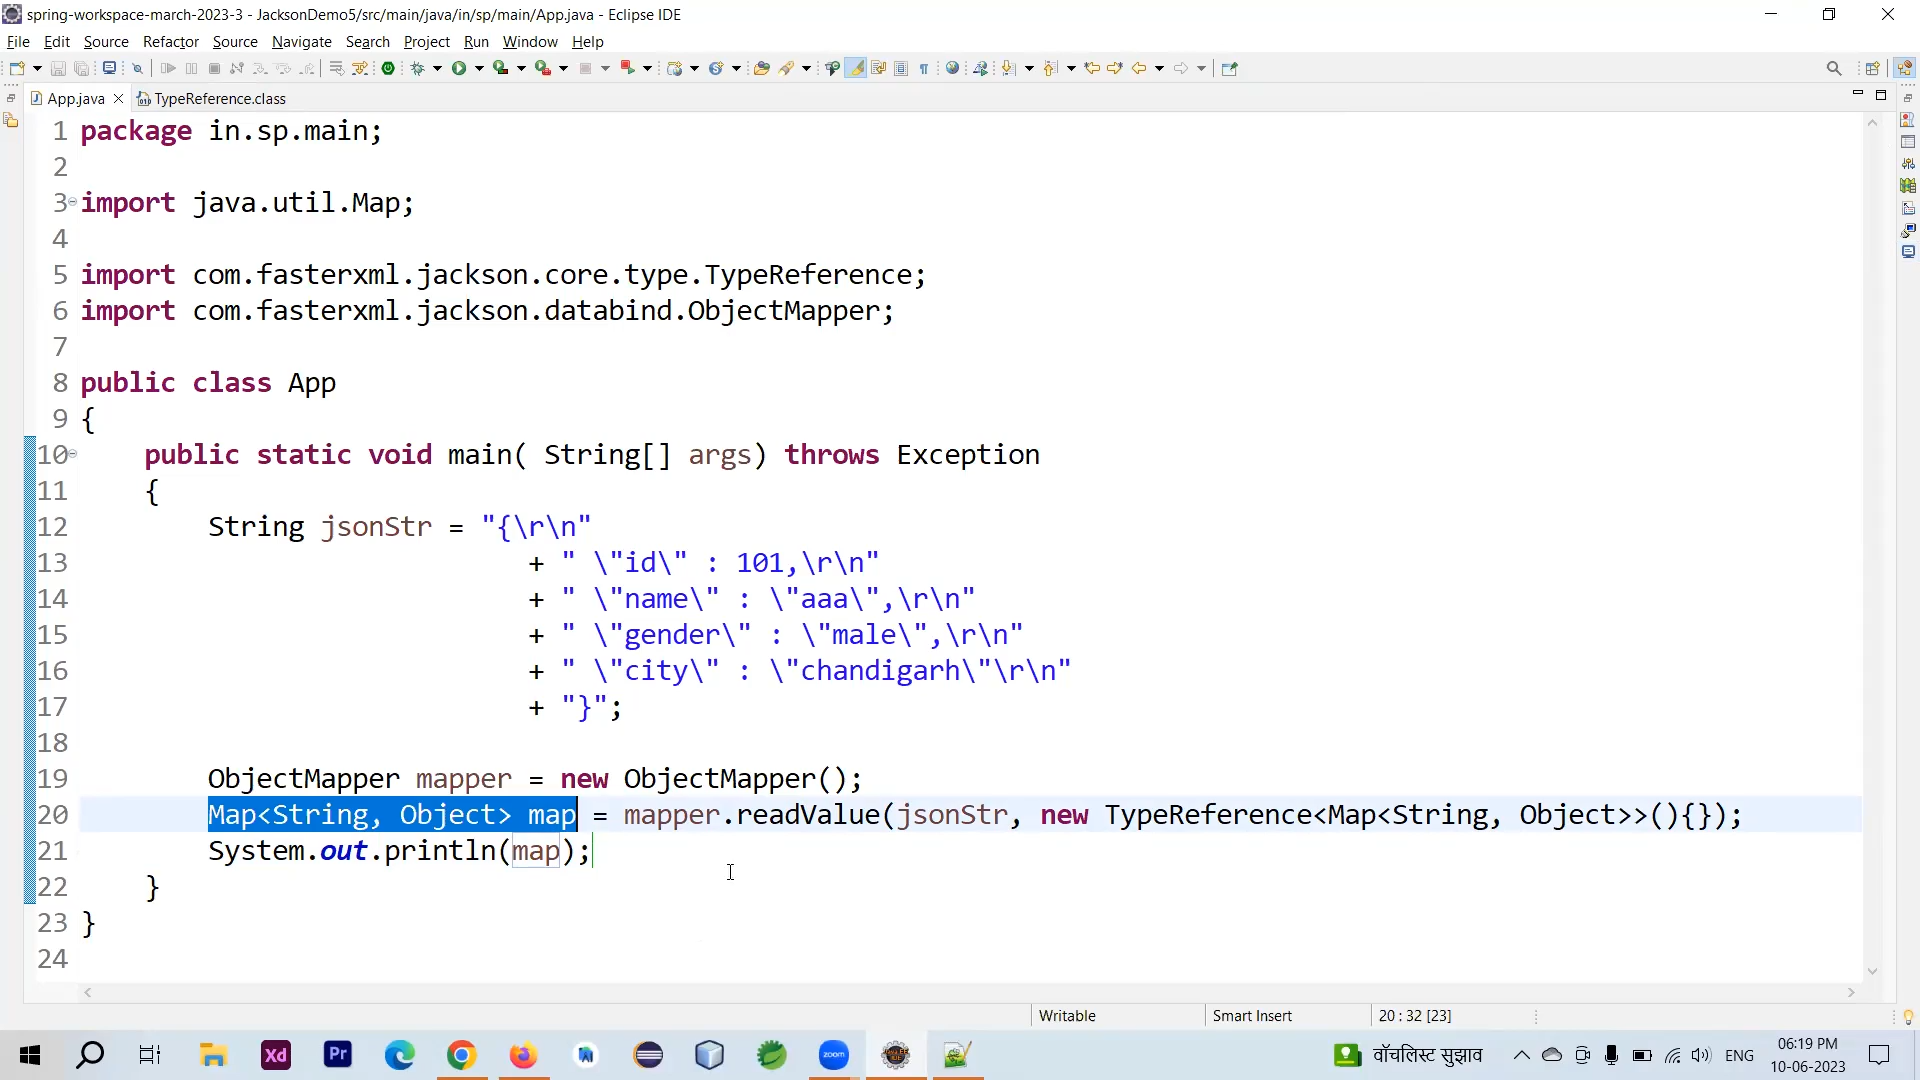 spring-workspace-march-2023-3 - JacksonDemo5/src/main/java/in/sp/main/App.java - Eclipse IDE
File Edit Source Refactor Source Navigate Search Project Run Window Help
App.java TypeReference.class
1 package in.sp.main;
2
3 import java.util.Map;
4
5 import com.fasterxml.jackson.core.type.TypeReference;
6 import com.fasterxml.jackson.databind.ObjectMapper;
7
8 public class App
9 {
10 public static void main( String[] args) throws Exception
11 {
12 String jsonStr = "{\r\n"
13 + " \"id\" : 101,\r\n"
14 + " \"name\" : \"aaa\",\r\n"
15 + " \"gender\" : \"male\",\r\n"
16 + " \"city\" : \"chandigarh\"\r\n"
17 + "}";
18
19 ObjectMapper mapper = new ObjectMapper();
20 Map<String, Object> map = mapper.readValue(jsonStr, new TypeReference<Map<String, Object>>(){});
21 System.out.println(map);
22 }
23 }
24
Writable Smart Insert 20 : 32 [23]
Xd Pr zoom वॉचलिस्ट सुझाव ENG 06:19 PM
10-06-2023